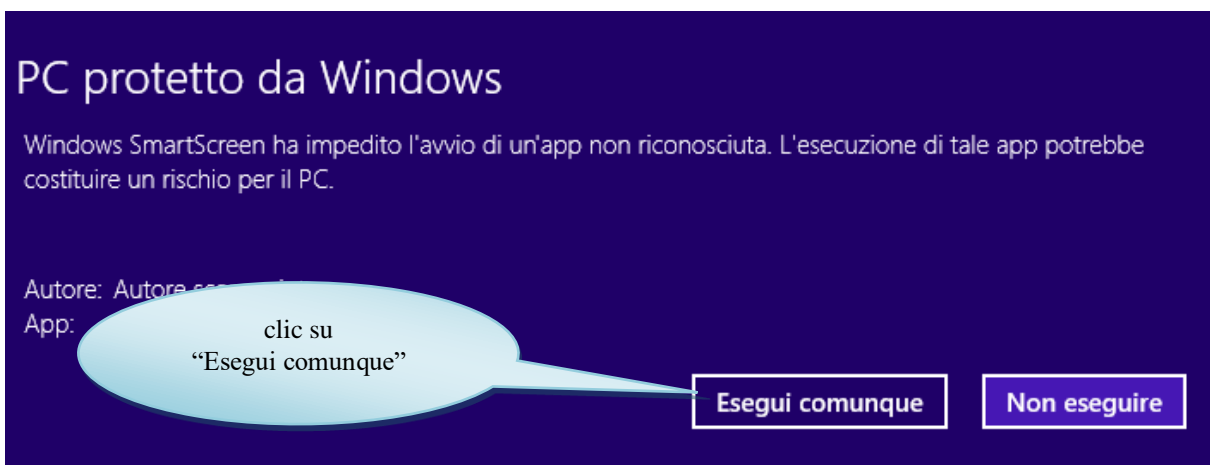 PC protetto da Windows
Windows SmartScreen ha impedito l'avvio di un'app non riconosciuta. L'esecuzione di tale app potrebbe
costituire un rischio per il PC.
Autore: Autore
App:
clic su
“Esegui comunque”
Esegui comunque
Non eseguire